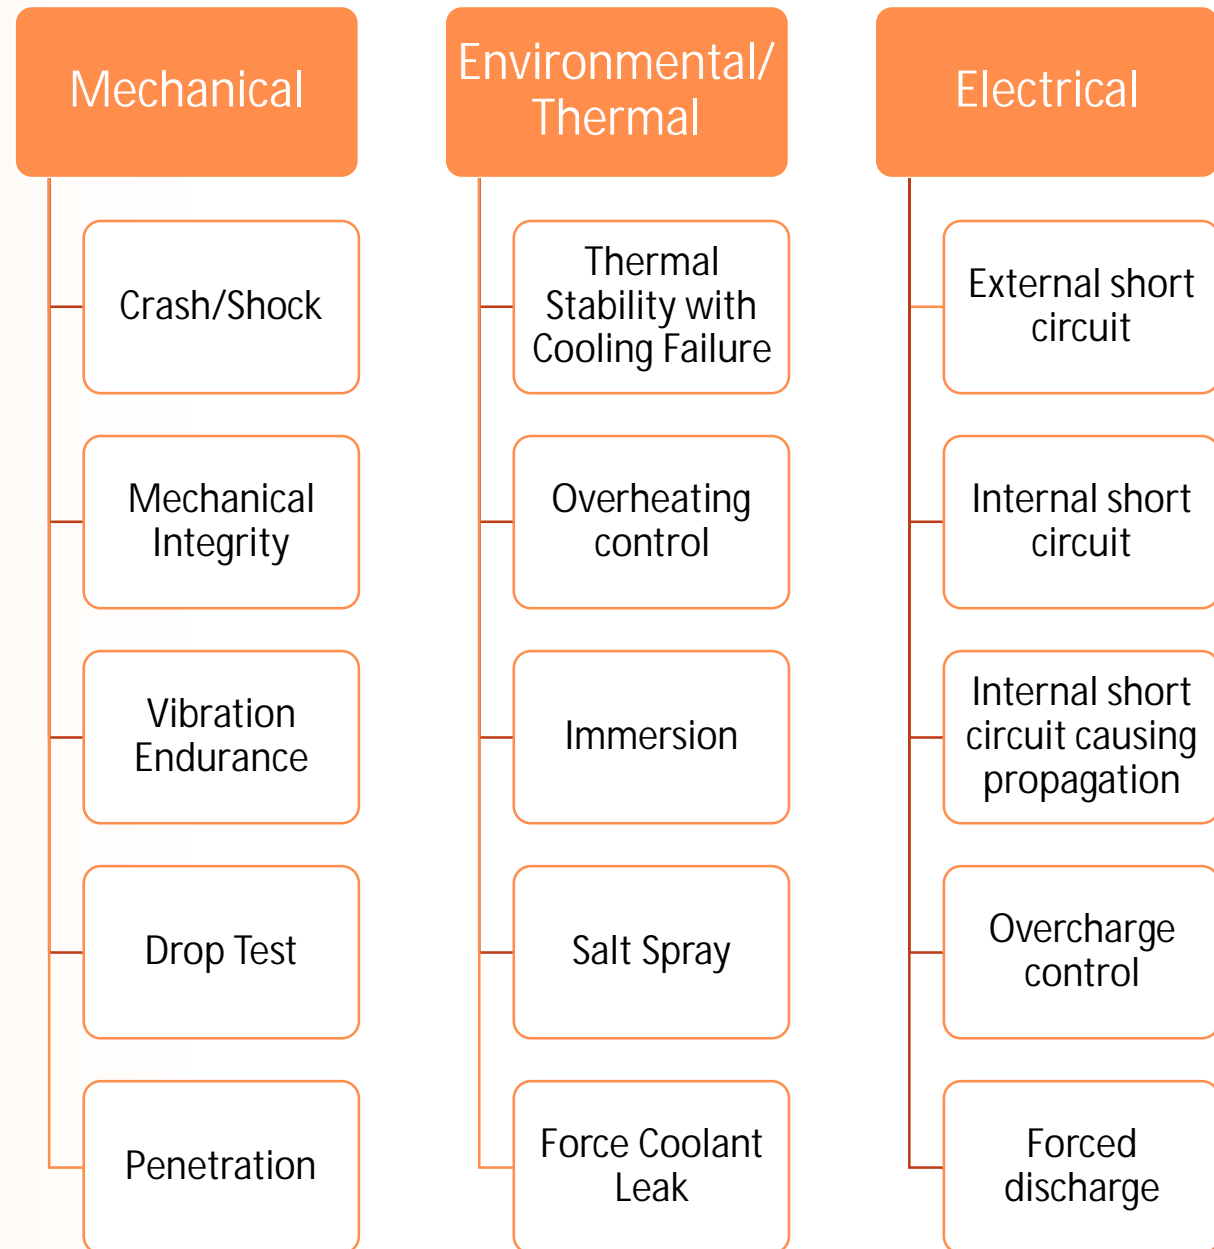 Mechanical
Crash/Shock
Mechanical
Integrity
Vibration
Endurance
Drop Test
Penetration
Environmental/
Thermal
Thermal
Stability with
Cooling Failure
Overheating
control
Immersion
Salt Spray
Force Coolant
Leak
Electrical
External short
circuit
Internal short
circuit
Internal short
circuit causing
propagation
Overcharge
control
Forced
discharge